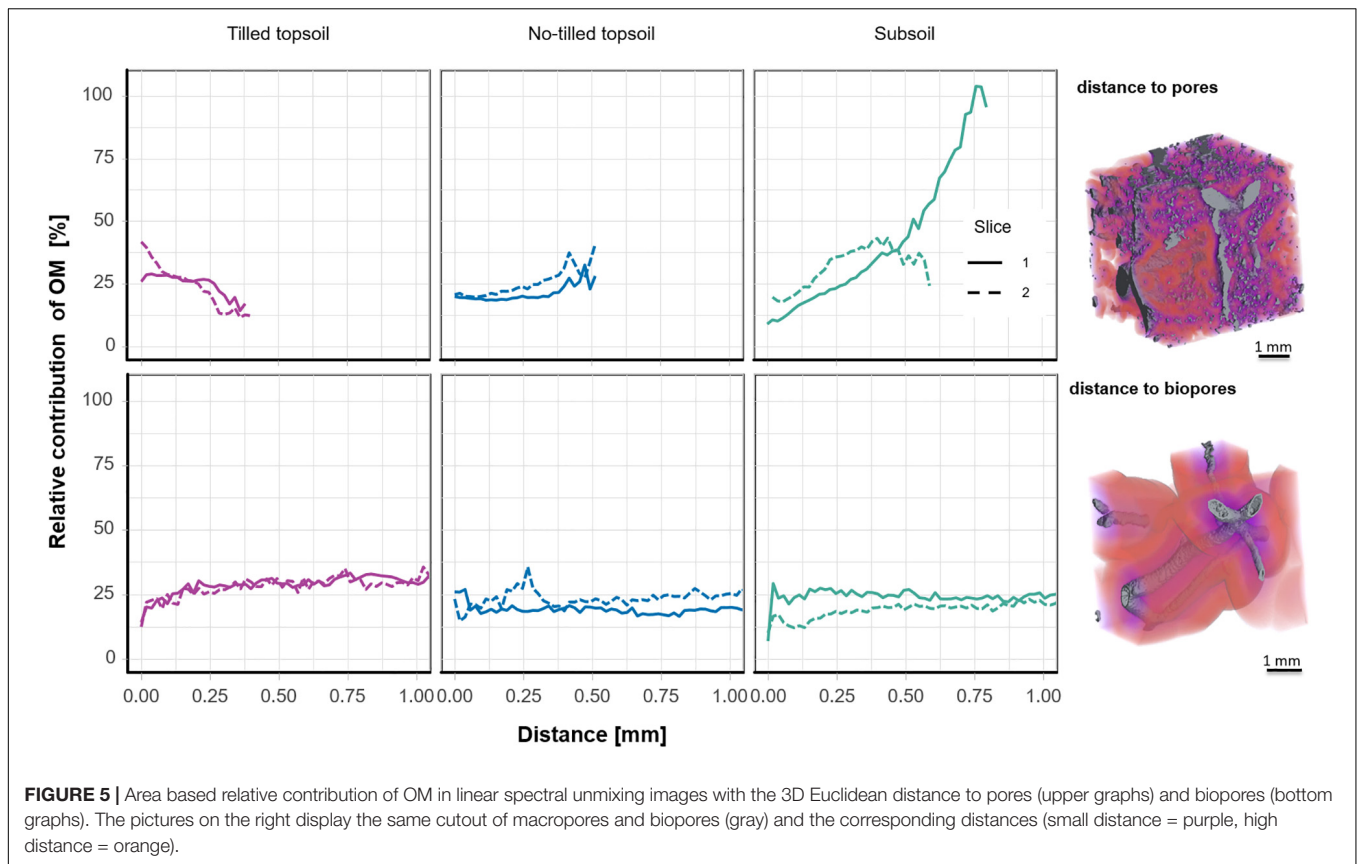 Tilled topsoil
No-tilled topsoil
Subsoil
Relative contribution of OM [%]
100
75
50
25
0
Slice
1
2
distance to pores
1 mm
100
75
50
25
0
distance to biopores
1 mm
0.00 0.25 0.50 0.75 1.00
0.00 0.25 0.50 0.75 1.00
0.00 0.25 0.50 0.75 1.00
Distance [mm]
FIGURE 5 | Area based relative contribution of OM in linear spectral unmixing images with the 3D Euclidean distance to pores (upper graphs) and biopores (bottom
graphs). The pictures on the right display the same cutout of macropores and biopores (gray) and the corresponding distances (small distance = purple, high
distance = orange).